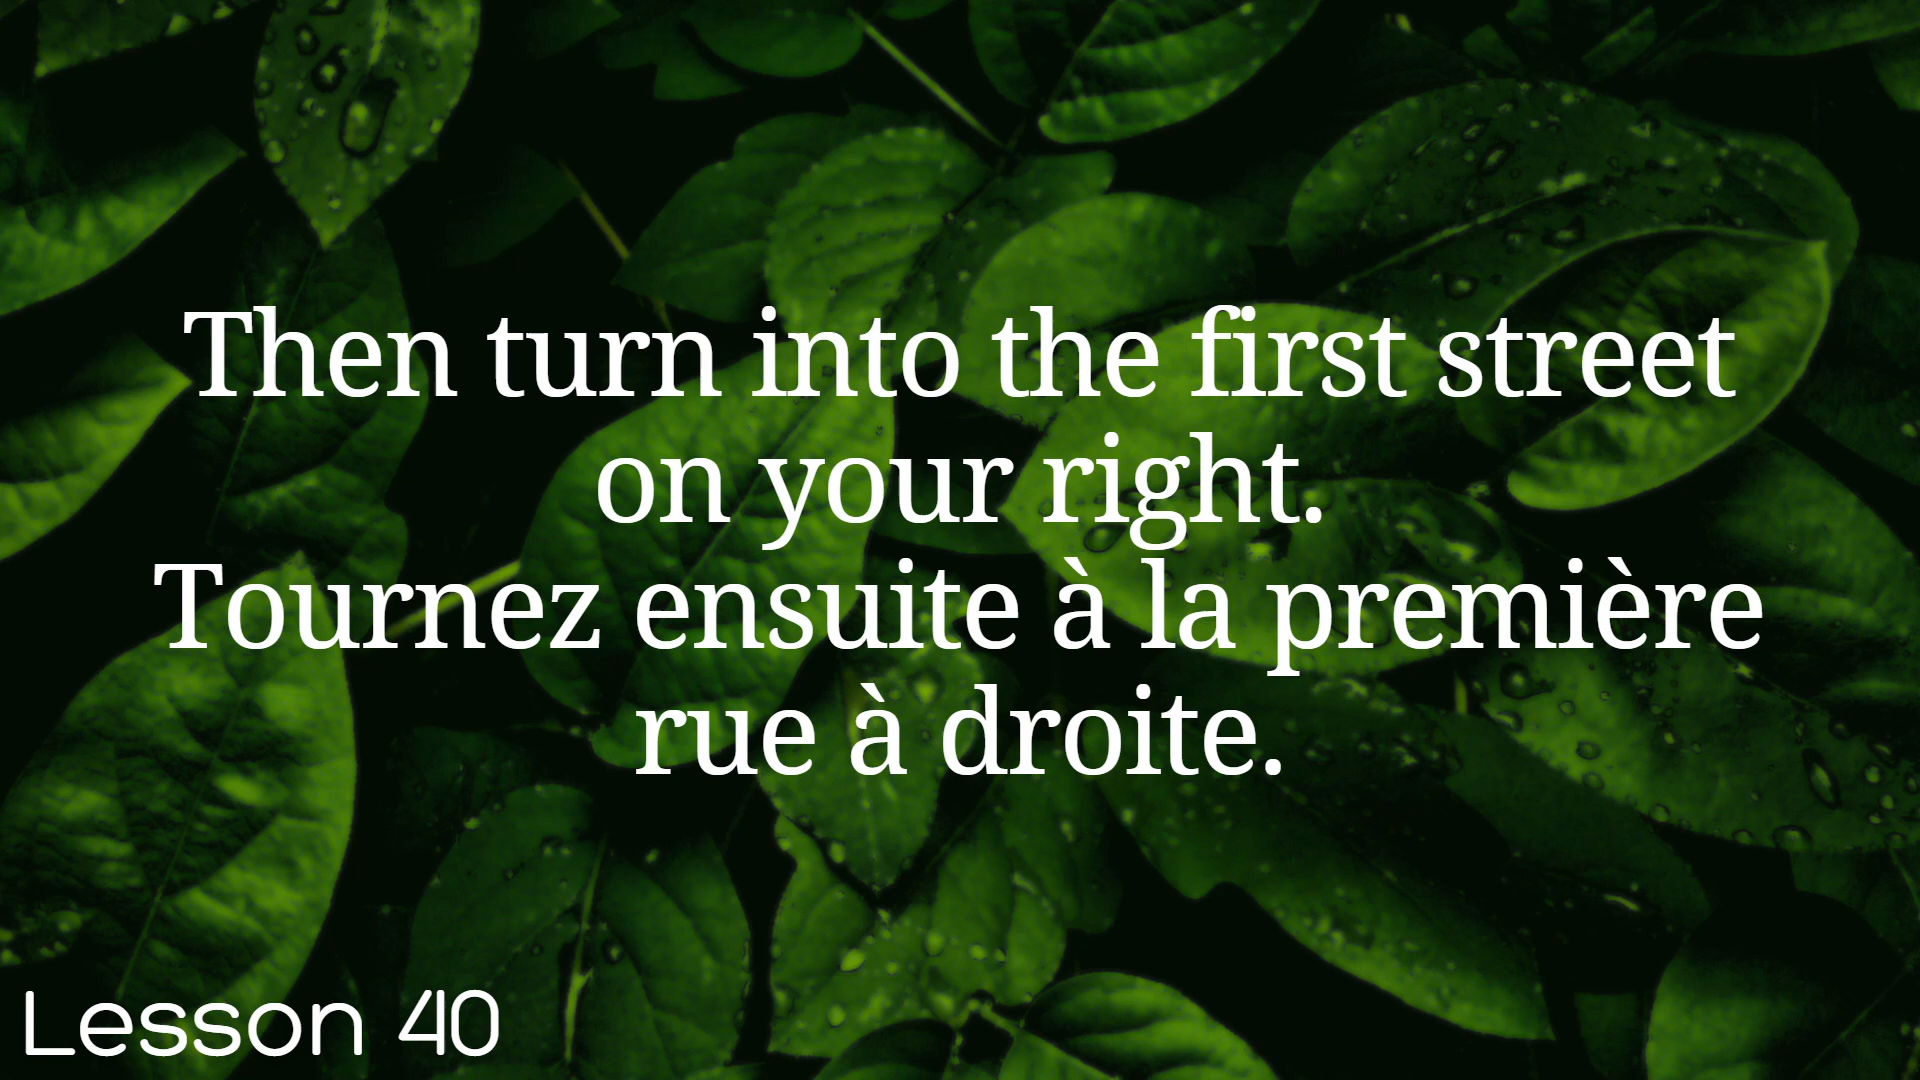 Then turn into the first street
on your right.
Tournez ensuite à la première
rue à droite.
Lesson 40